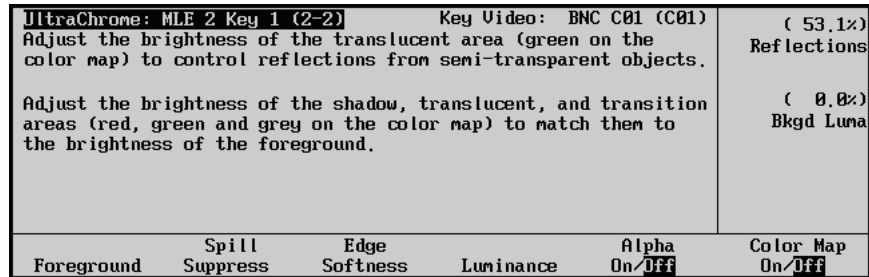 UltraChrome: MLE 2 Key 1 (2-2) Key Video: BNC C01 (C01)
Adjust the brightness of the translucent area (green on the
color map) to control reflections from semi-transparent objects.
Adjust the brightness of the shadow, translucent, and transition
areas (red, green and grey on the color map) to match them to
the brightness of the foreground.
( 53.1%)
Reflections
( 0.0%)
Bkgd Luma
Foreground
Spill
Suppress
Edge
Softness
Luminance
Alpha
On/Off
Color Map
On/Off